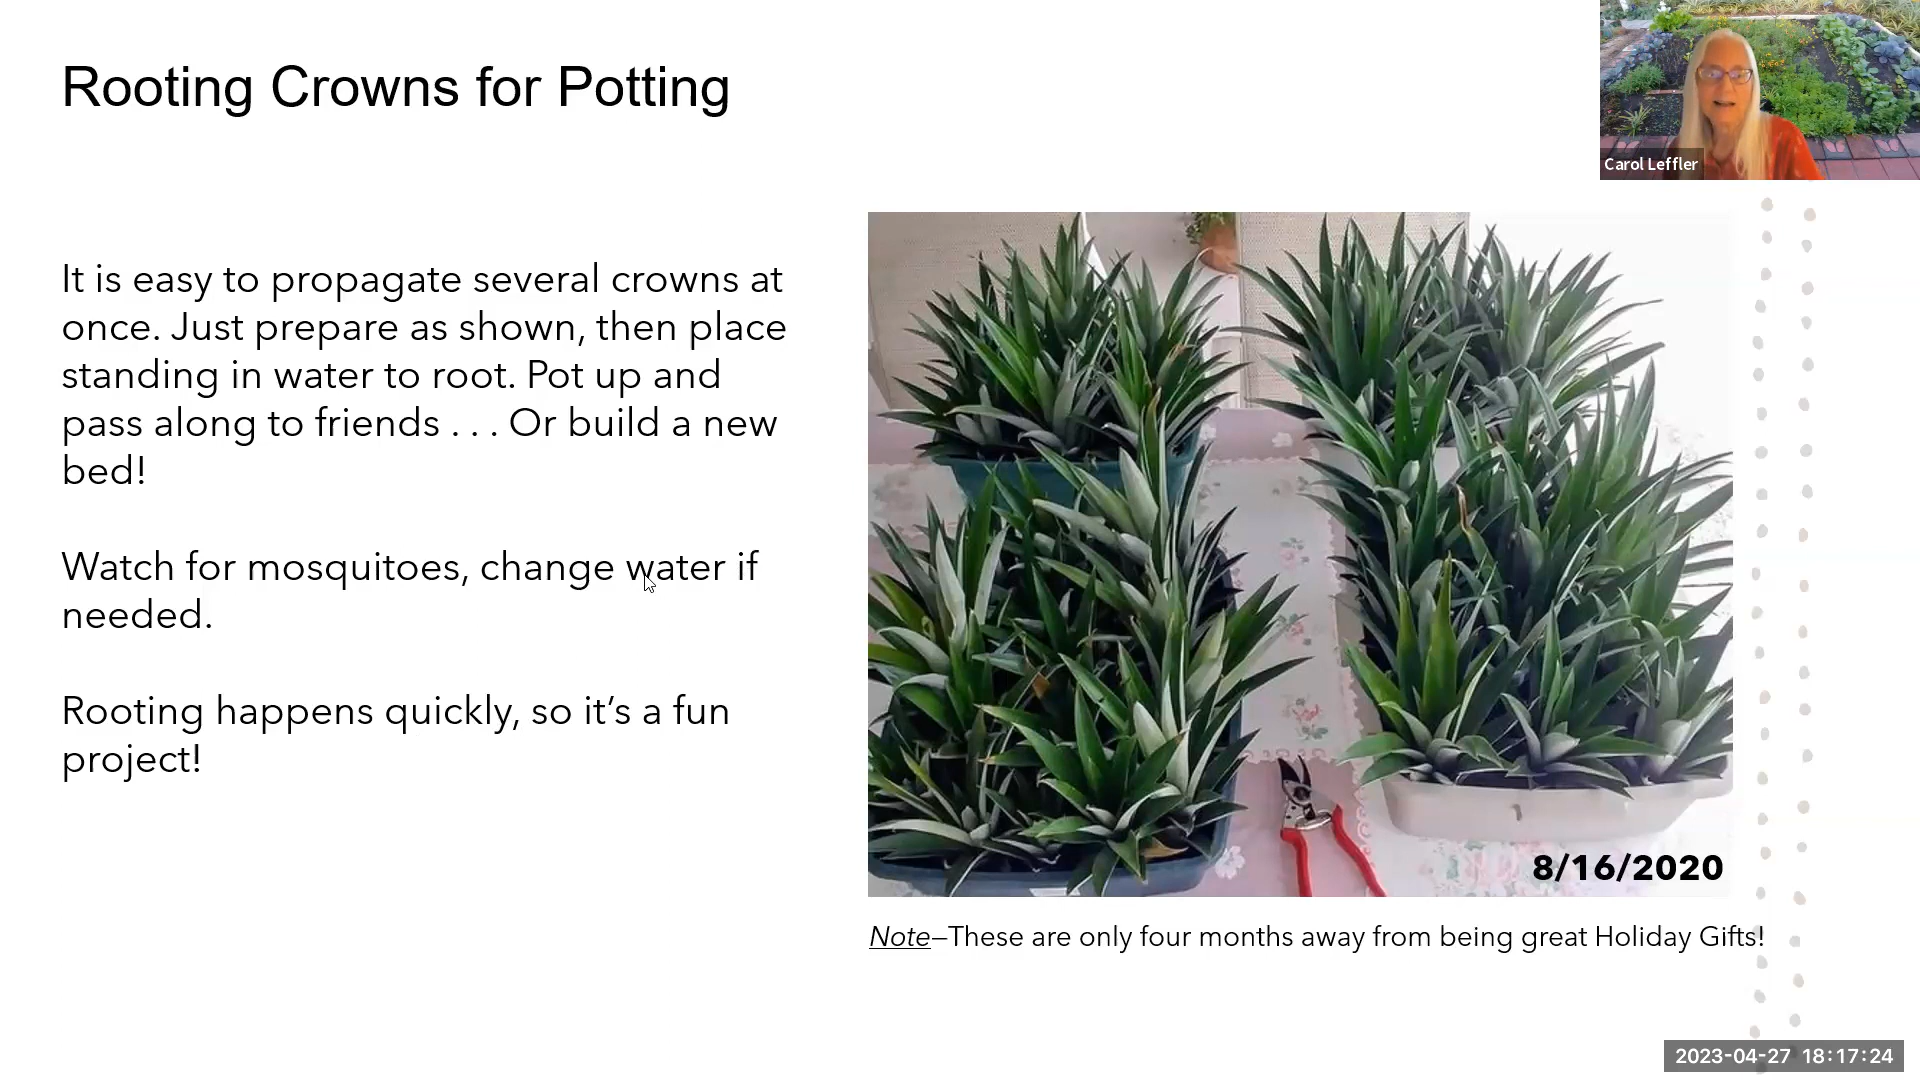 Rooting Crowns for Potting
Carol Leffler
It is easy to propagate several crowns at
once. Just prepare as shown, then place
standing in water to root. Pot up and
pass along to friends . . . Or build a new
bed!
Watch for mosquitoes, change water if
needed.
Rooting happens quickly, so it’s a fun
project!
8/16/2020
Note—These are only four months away from being great Holiday Gifts!
2023-04-27 18:17:24